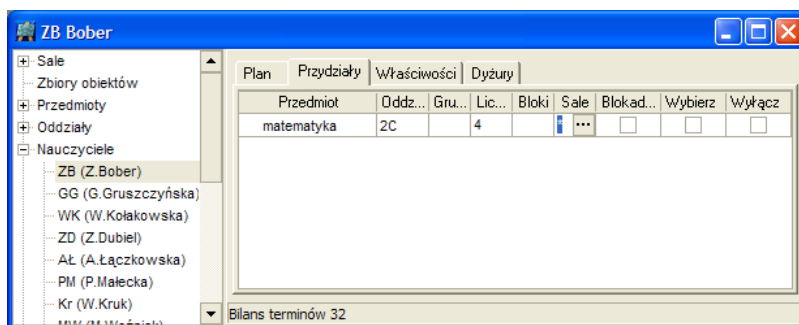 ZB Bober
Sale
Zbiory obiektów
Przedmioty
Oddziały
Nauczyciele
ZB (Z.Bober)
GG (G.Gruszczyńska)
WK (W.Kołakowska)
ZD (Z.Dubiel)
AŁ (A.Łączkowska)
PM (P.Małecka)
Kr (W.Kruk)
Plan Przydziały Właściwości Dyżury
Przedmiot Oddz... Gru... Lic... Bloki Sale Blokad... Wybierz Wyłącz
matematyka 2C 4 * ...
Bilans terminów 32